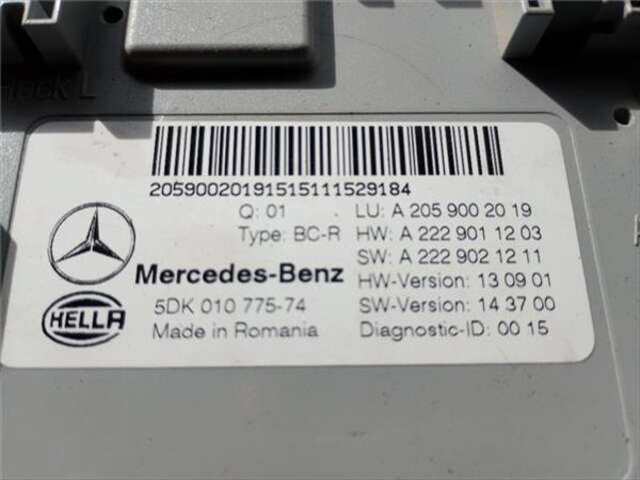 lock L
2059002019151511529184
Q: 01 LU: A 205 900 20 19
Type: BC-R HW: A 222 901 12 03
SW: A 222 902 12 11
Mercedes-Benz HW-Version: 13 09 01
5DK 010 775-74 SW-Version: 14 37 00
HELLA Made in Romania Diagnostic-ID: 00 15